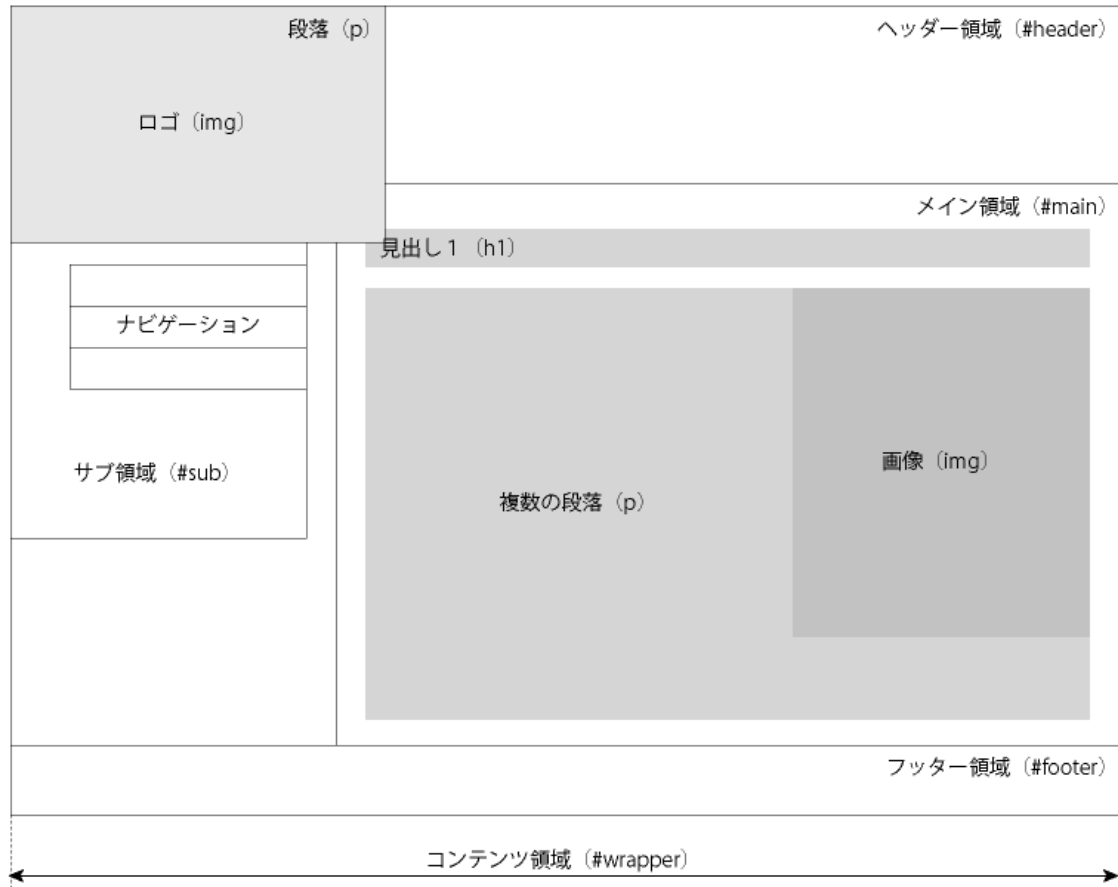 段落（p）
ヘッダー領域（#header）
ロゴ（img）
メイン領域（#main）
見出し1（h1）
ナビゲーション
画像（img）
サブ領域（#sub）
複数の段落（p）
フッター領域（#footer）
コンテンツ領域（#wrapper）